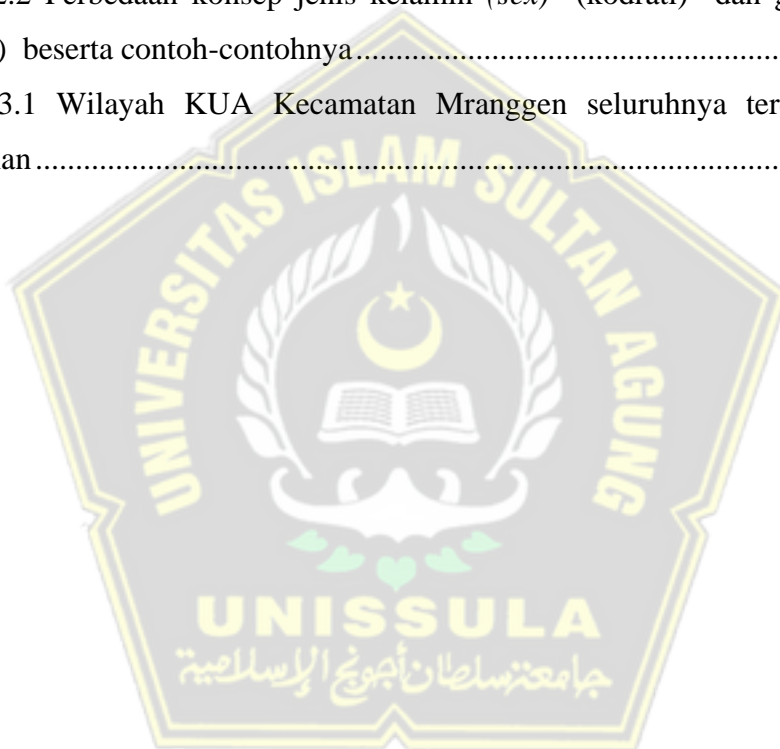 2.2 Perbedaan konsep jenis kelamin (sex) (kodrati) dan
) beserta contoh-contohnya......................................................................
3.1 Wilayah KUA Kecamatan Mranggen seluruhnya ter
an......................................................................................................................
UNIVERSITAS ISLAM SULTAN AGUNG
UNISSULA
جامعة سلطان أجونج الإسلامية